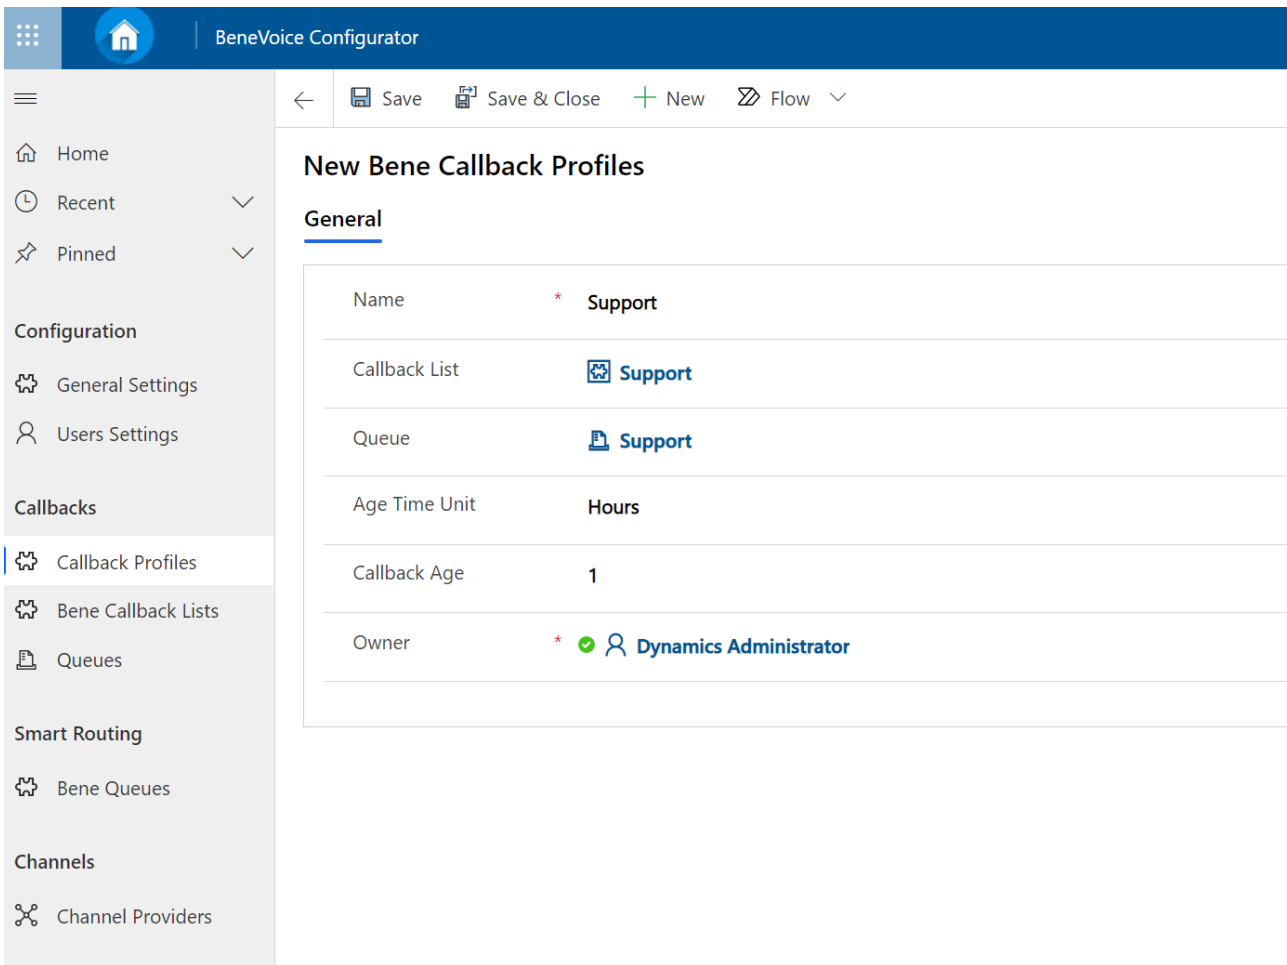 BeneVoice Configurator
Save
Save & Close
New
Flow
Home
Recent
Pinned
Configuration
General Settings
Users Settings
Callbacks
Callback Profiles
Bene Callback Lists
Queues
Smart Routing
Bene Queues
Channels
Channel Providers
New Bene Callback Profiles
General
Name * Support
Callback List Support
Queue Support
Age Time Unit Hours
Callback Age 1
Owner * Dynamics Administrator